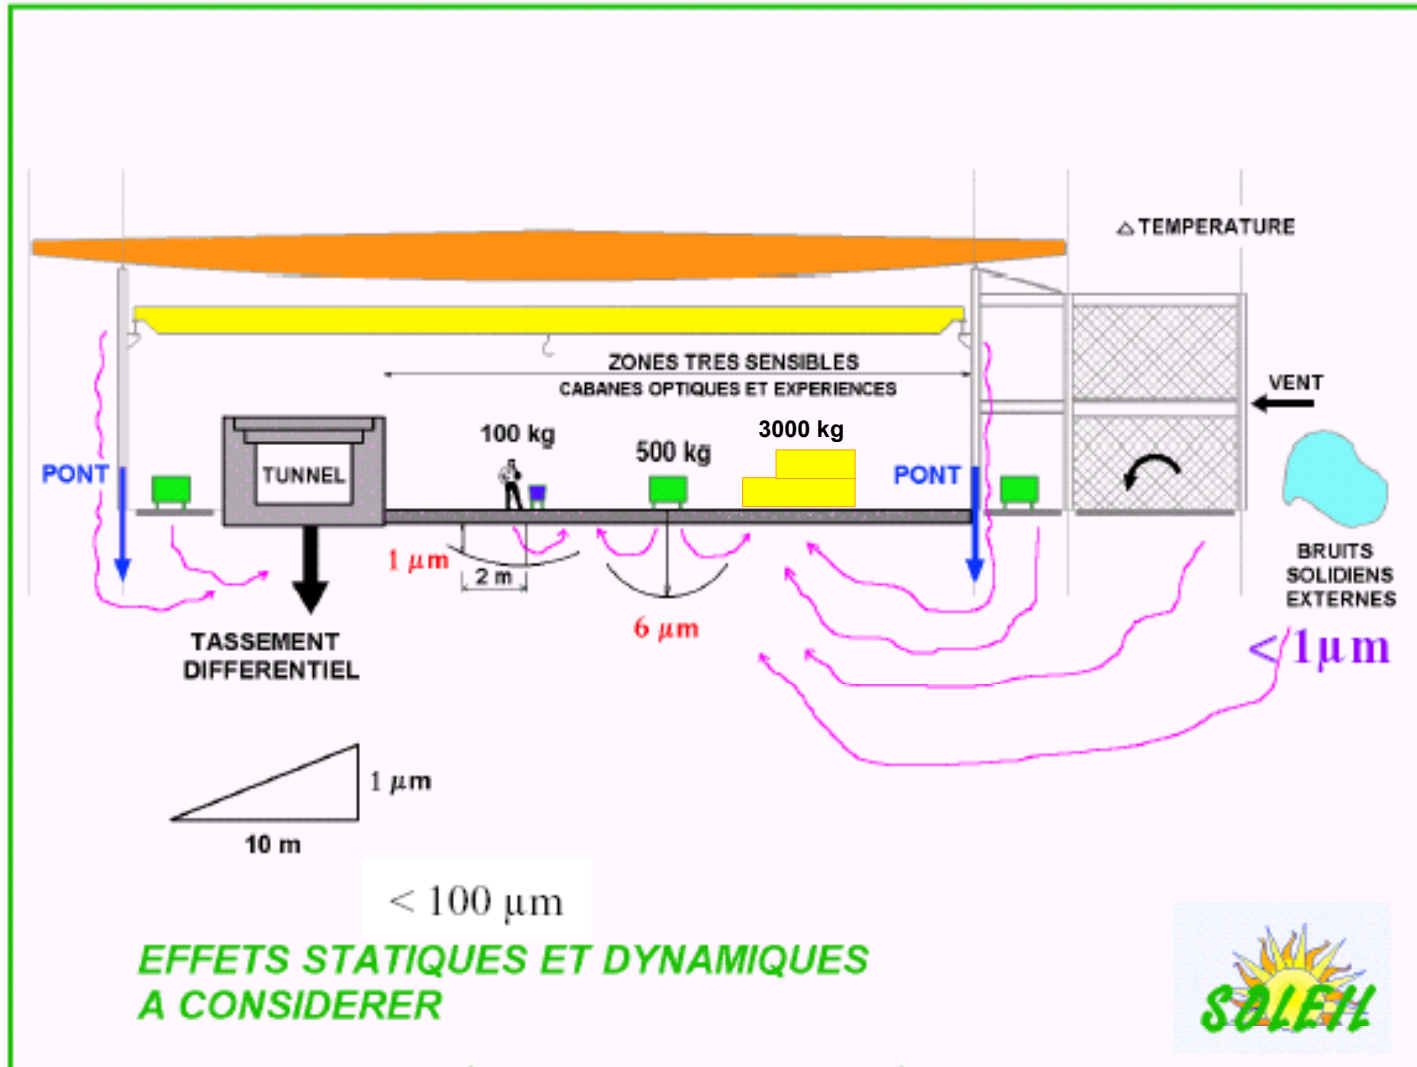 △ TEMPERATURE
ZONES TRES SENSIBLES
CABANES OPTIQUES ET EXPERIENCES
VENT
100 kg
500 kg
3000 kg
PONT
TUNNEL
PONT
1 µm
2 m
6 µm
BRUITS
SOLIDIENS
EXTERNES
< 1µm
TASSEMENT
DIFFERENTIEL
1 µm
10 m
< 100 µm
EFFETS STATIQUES ET DYNAMIQUES
A CONSIDERER
SOLEIL